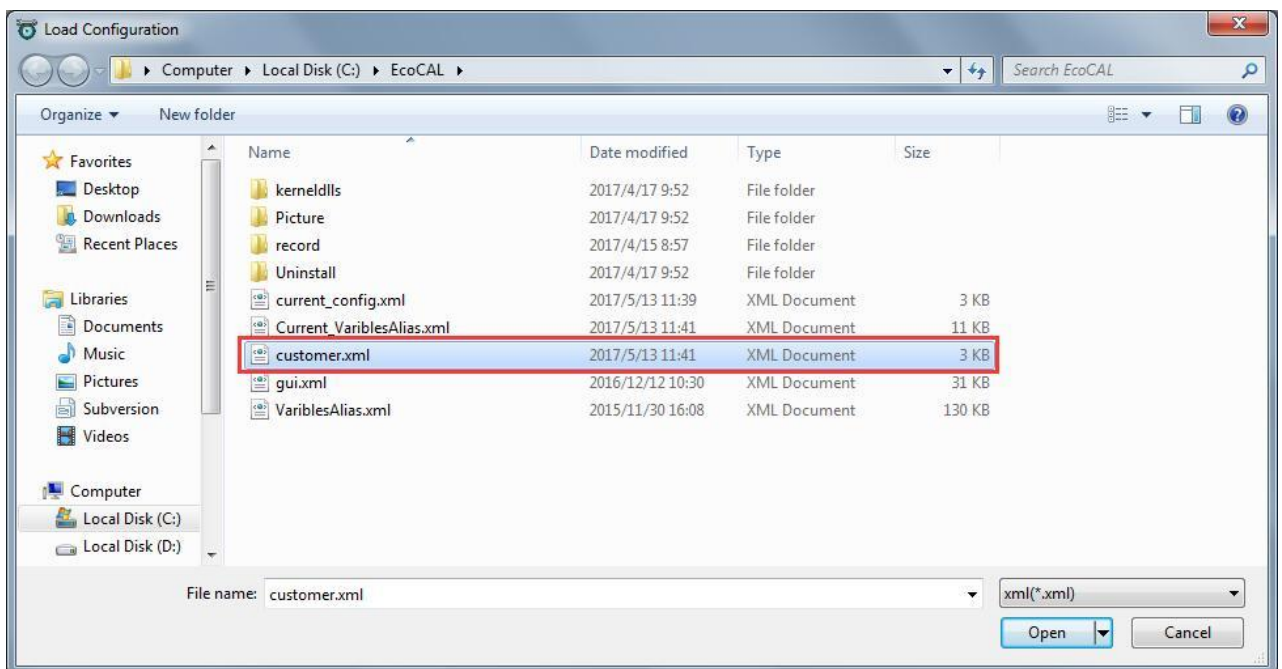 Load Configuration
Computer Local Disk (C:) EcoCAL Search EcoCAL
Organize New folder
Name Date modified Type Size
Favorites
Desktop kerneldlls 2017/4/17 9:52 File folder
Downloads Picture 2017/4/17 9:52 File folder
Recent Places record 2017/4/15 8:57 File folder
Uninstall 2017/4/17 9:52 File folder
Libraries current_config.xml 2017/5/13 11:39 XML Document 3 KB
Documents Current_VariblesAlias.xml 2017/5/13 11:41 XML Document 11 KB
Music customer.xml 2017/5/13 11:41 XML Document 3 KB
Pictures gui.xml 2016/12/12 10:30 XML Document 31 KB
Subversion VariblesAlias.xml 2015/11/30 16:08 XML Document 130 KB
Videos
Computer
Local Disk (C:)
Local Disk (D:)
File name: customer.xml xml(*.xml)
Open Cancel